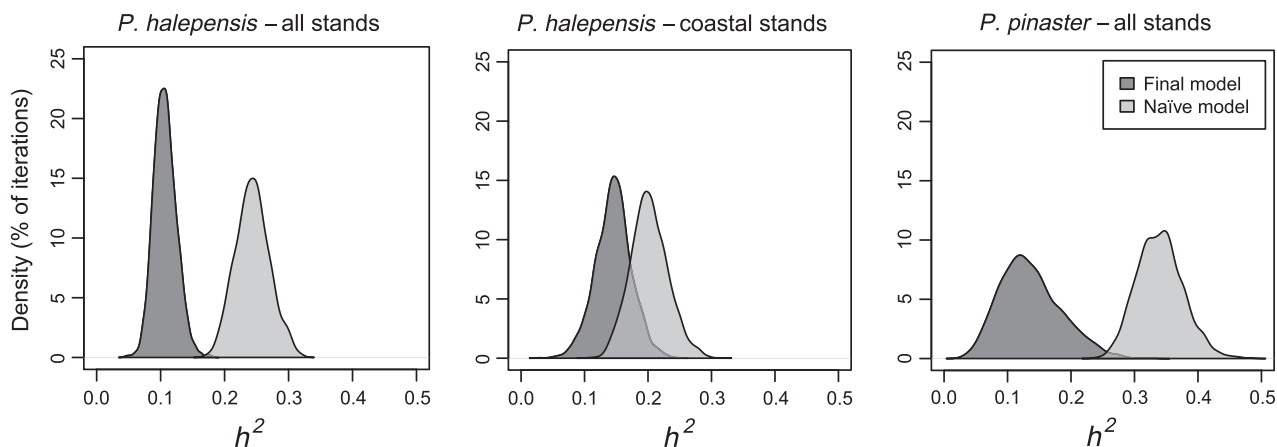 P. halepensis – all stands
P. halepensis – coastal stands
P. pinaster – all stands
Density (% of iterations)
25
20
15
10
5
0
0.0 0.1 0.2 0.3 0.4 0.5
h²
25
20
15
10
5
0
0.0 0.1 0.2 0.3 0.4 0.5
h²
25
20
15
10
5
0
Final model
Naïve model
0.0 0.1 0.2 0.3 0.4 0.5
h²